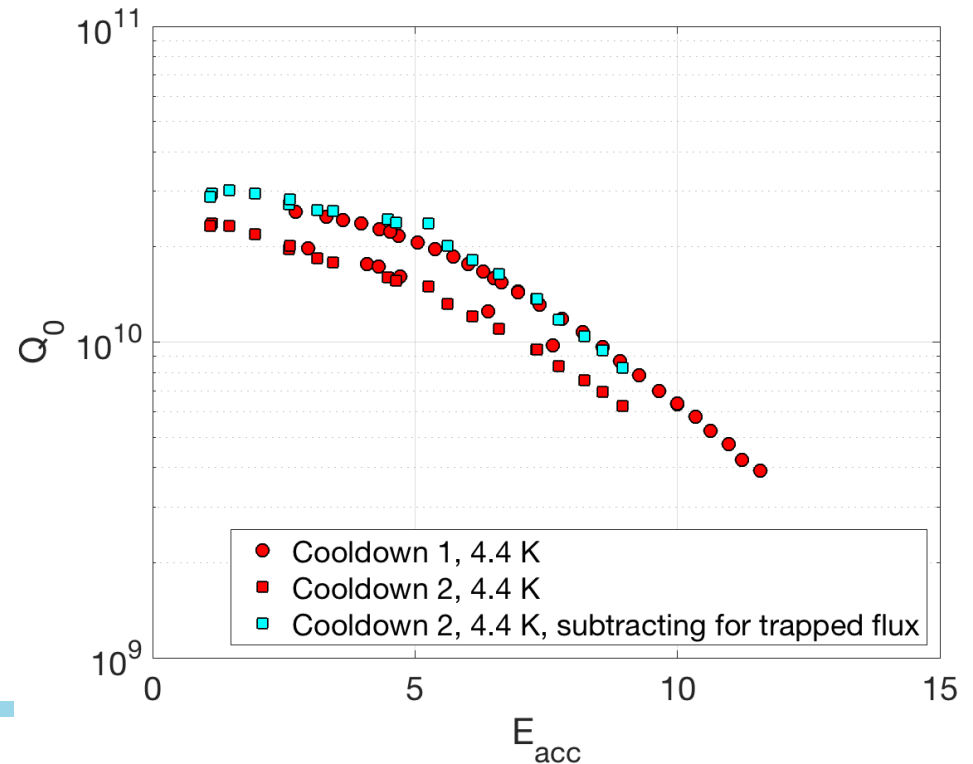 10^11
10^10
10^9
Q_0
0
5
10
15
E_acc
Cooldown 1, 4.4 K
Cooldown 2, 4.4 K
Cooldown 2, 4.4 K, subtracting for trapped flux